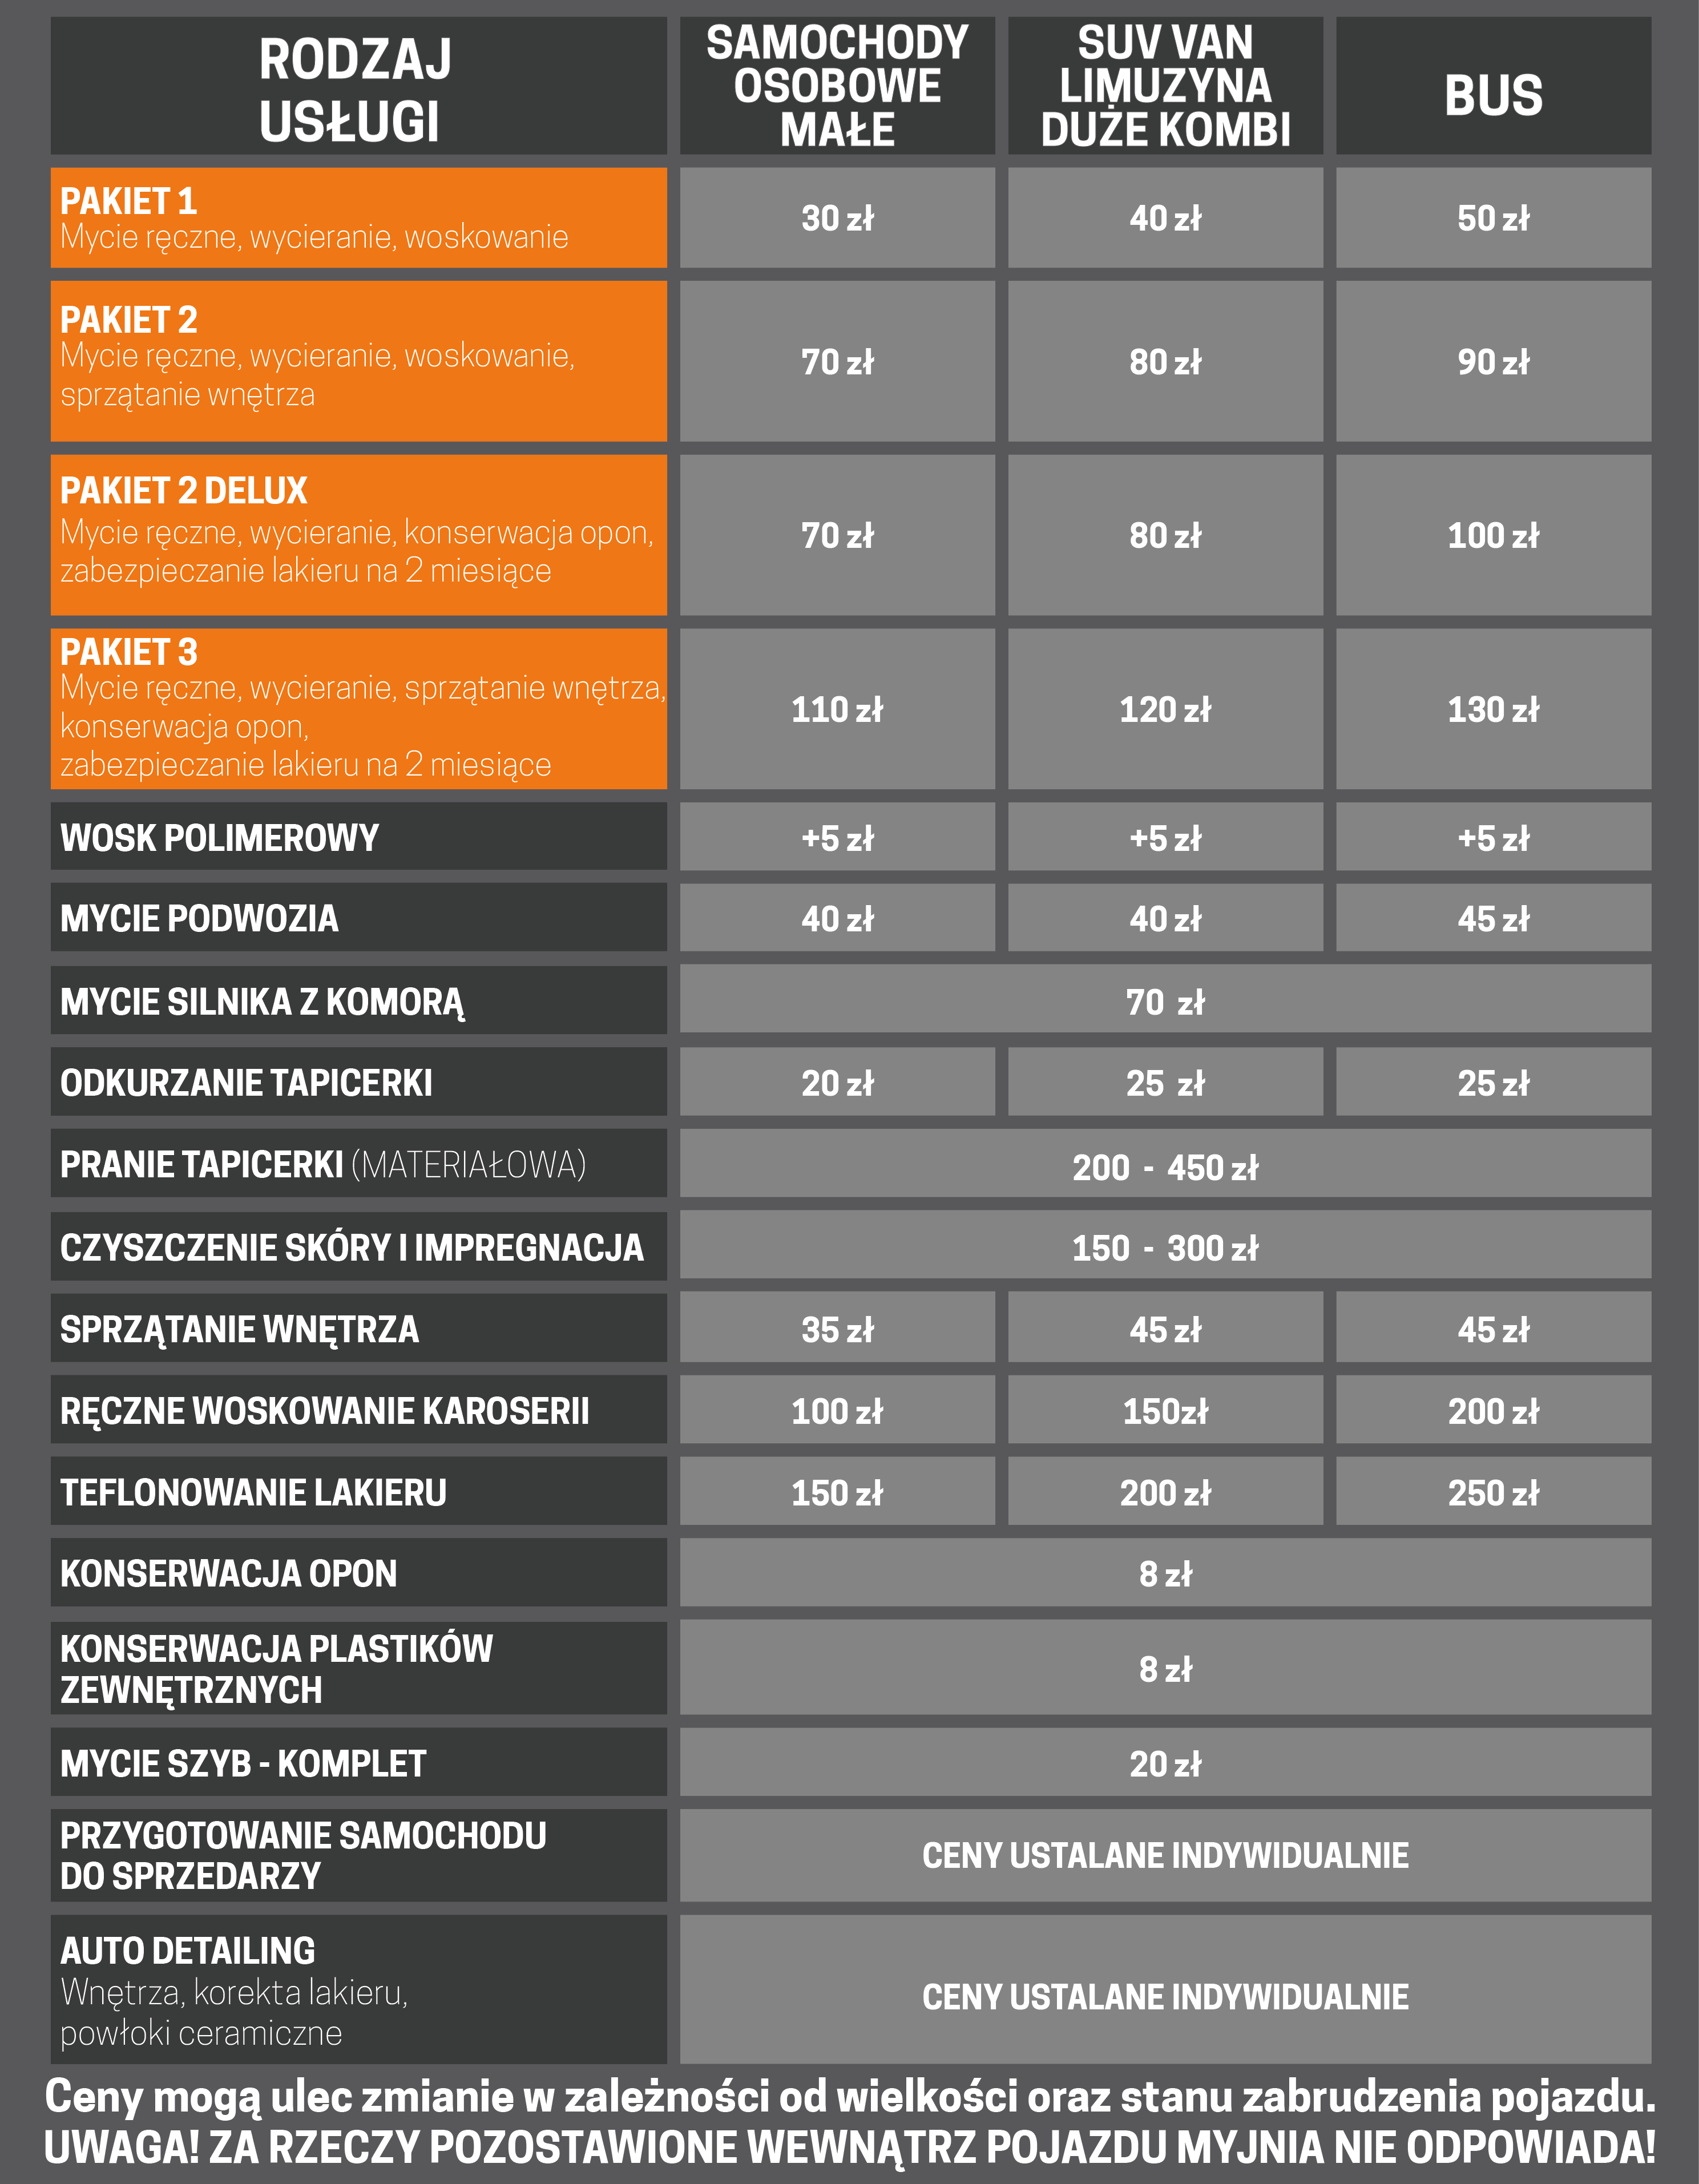 RODZAJ
USŁUGI
SAMOCHODY
OSOBOWE
MAŁE
SUV VAN
LIMUZYNA
DUŻE KOMBI
BUS
PAKIET 1
Mycie ręczne, wycieranie, woskowanie
30 zł
40 zł
50 zł
PAKIET 2
Mycie ręczne, wycieranie, woskowanie,
sprzątanie wnętrza
70 zł
80 zł
90 zł
PAKIET 2 DELUX
Mycie ręczne, wycieranie, konserwacja opon,
zabezpieczanie lakieru na 2 miesiące
70 zł
80 zł
100 zł
PAKIET 3
Mycie ręczne, wycieranie, sprzątanie wnętrza,
konserwacja opon,
zabezpieczanie lakieru na 2 miesiące
110 zł
120 zł
130 zł
WOSK POLIMEROWY
+5 zł
+5 zł
+5 zł
MYCIE PODWOZIA
40 zł
40 zł
45 zł
MYCIE SILNIKA Z KOMORĄ
70 zł
ODKURZANIE TAPICERKI
20 zł
25 zł
25 zł
PRANIE TAPICERKI (MATERIAŁOWA)
200 - 450 zł
CZYSZCZENIE SKÓRY I IMPREGNACJA
150 - 300 zł
SPRZĄTANIE WNĘTRZA
35 zł
45 zł
45 zł
RĘCZNE WOSKOWANIE KAROSERII
100 zł
150zł
200 zł
TEFLONOWANIE LAKIERU
150 zł
200 zł
250 zł
KONSERWACJA OPON
8 zł
KONSERWACJA PLASTIKÓW
ZEWNĘTRZNYCH
8 zł
MYCIE SZYB - KOMPLET
20 zł
PRZYGOTOWANIE SAMOCHODU
DO SPRZEDARZY
CENY USTALANE INDYWIDUALNIE
AUTO DETAILING
Wnętrza, korekta lakieru,
powłoki ceramiczne
CENY USTALANE INDYWIDUALNIE
Ceny mogą ulec zmianie w zależności od wielkości oraz stanu zabrudzenia pojazdu.
UWAGA! ZA RZECZY POZOSTAWIONE WEWNĄTRZ POJAZDU MYJNIA NIE ODPOWIADA!